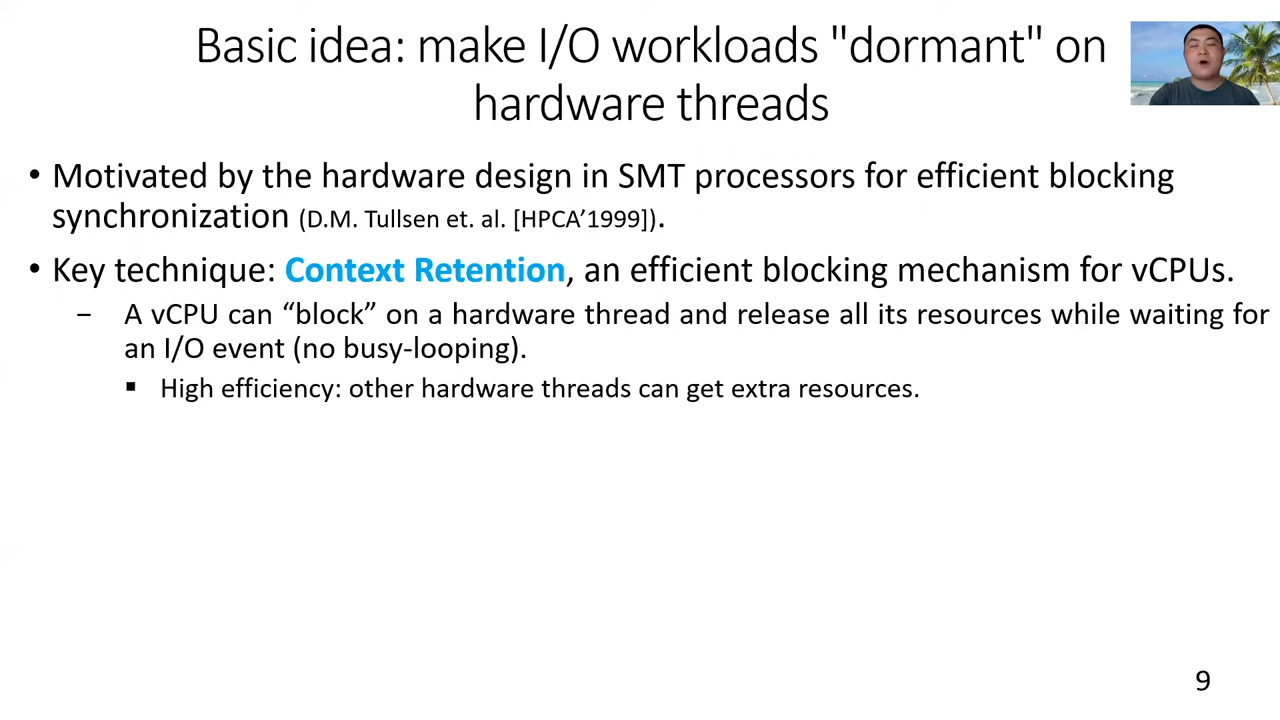 Basic idea: make I/O workloads "dormant" on
hardware threads
• Motivated by the hardware design in SMT processors for efficient blocking
synchronization (D.M. Tullsen et. al. [HPCA’1999]).
• Key technique: Context Retention, an efficient blocking mechanism for vCPUs.
− A vCPU can “block” on a hardware thread and release all its resources while waiting for
an I/O event (no busy-looping).
▪ High efficiency: other hardware threads can get extra resources.
9